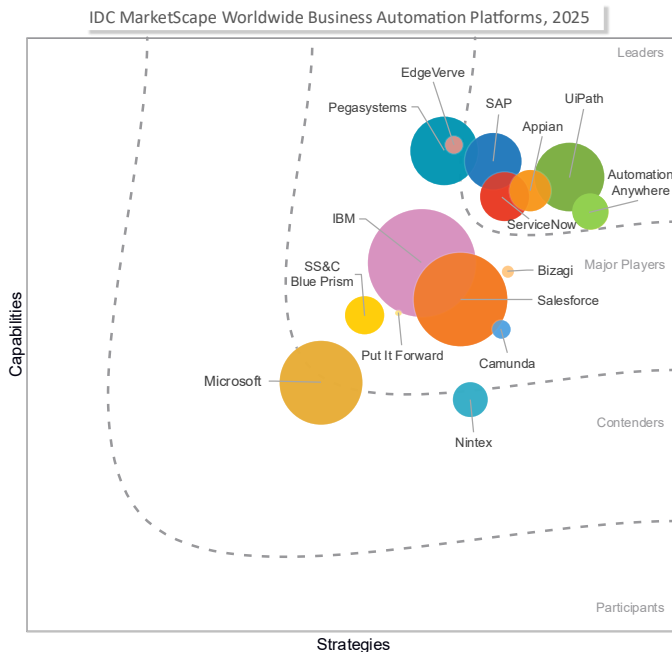 IDC MarketScape Worldwide Business Automation Platforms, 2025
Leaders
EdgeVerve
Pegasystems
SAP
UiPath
Appian
Automation
Anywhere
ServiceNow
IBM
Major Players
SS&C
Blue Prism
Bizagi
Salesforce
Put It Forward
Camunda
Microsoft
Contenders
Nintex
Participants
Capabilities
Strategies